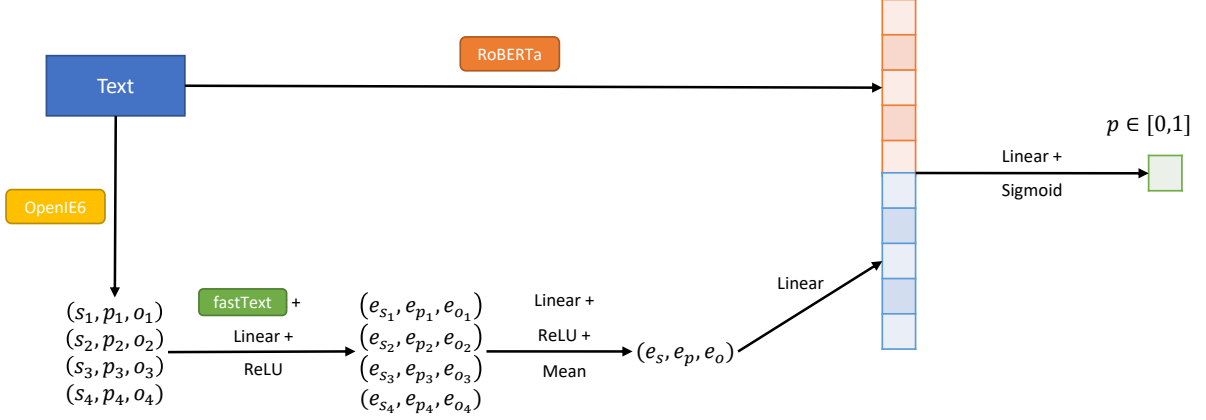 RoBERTa
Text
p ∈ [0,1]
Linear +
Sigmoid
OpenIE6
Linear
fastText +
Linear +
ReLU
(s₁, p₁, o₁)
(s₂, p₂, o₂)
(s₃, p₃, o₃)
(s₄, p₄, o₄)
(e_{s₁}, e_{p₁}, e_{o₁})
(e_{s₂}, e_{p₂}, e_{o₂})
(e_{s₃}, e_{p₃}, e_{o₃})
(e_{s₄}, e_{p₄}, e_{o₄})
Linear +
ReLU +
Mean
(e_s, e_p, e_o)